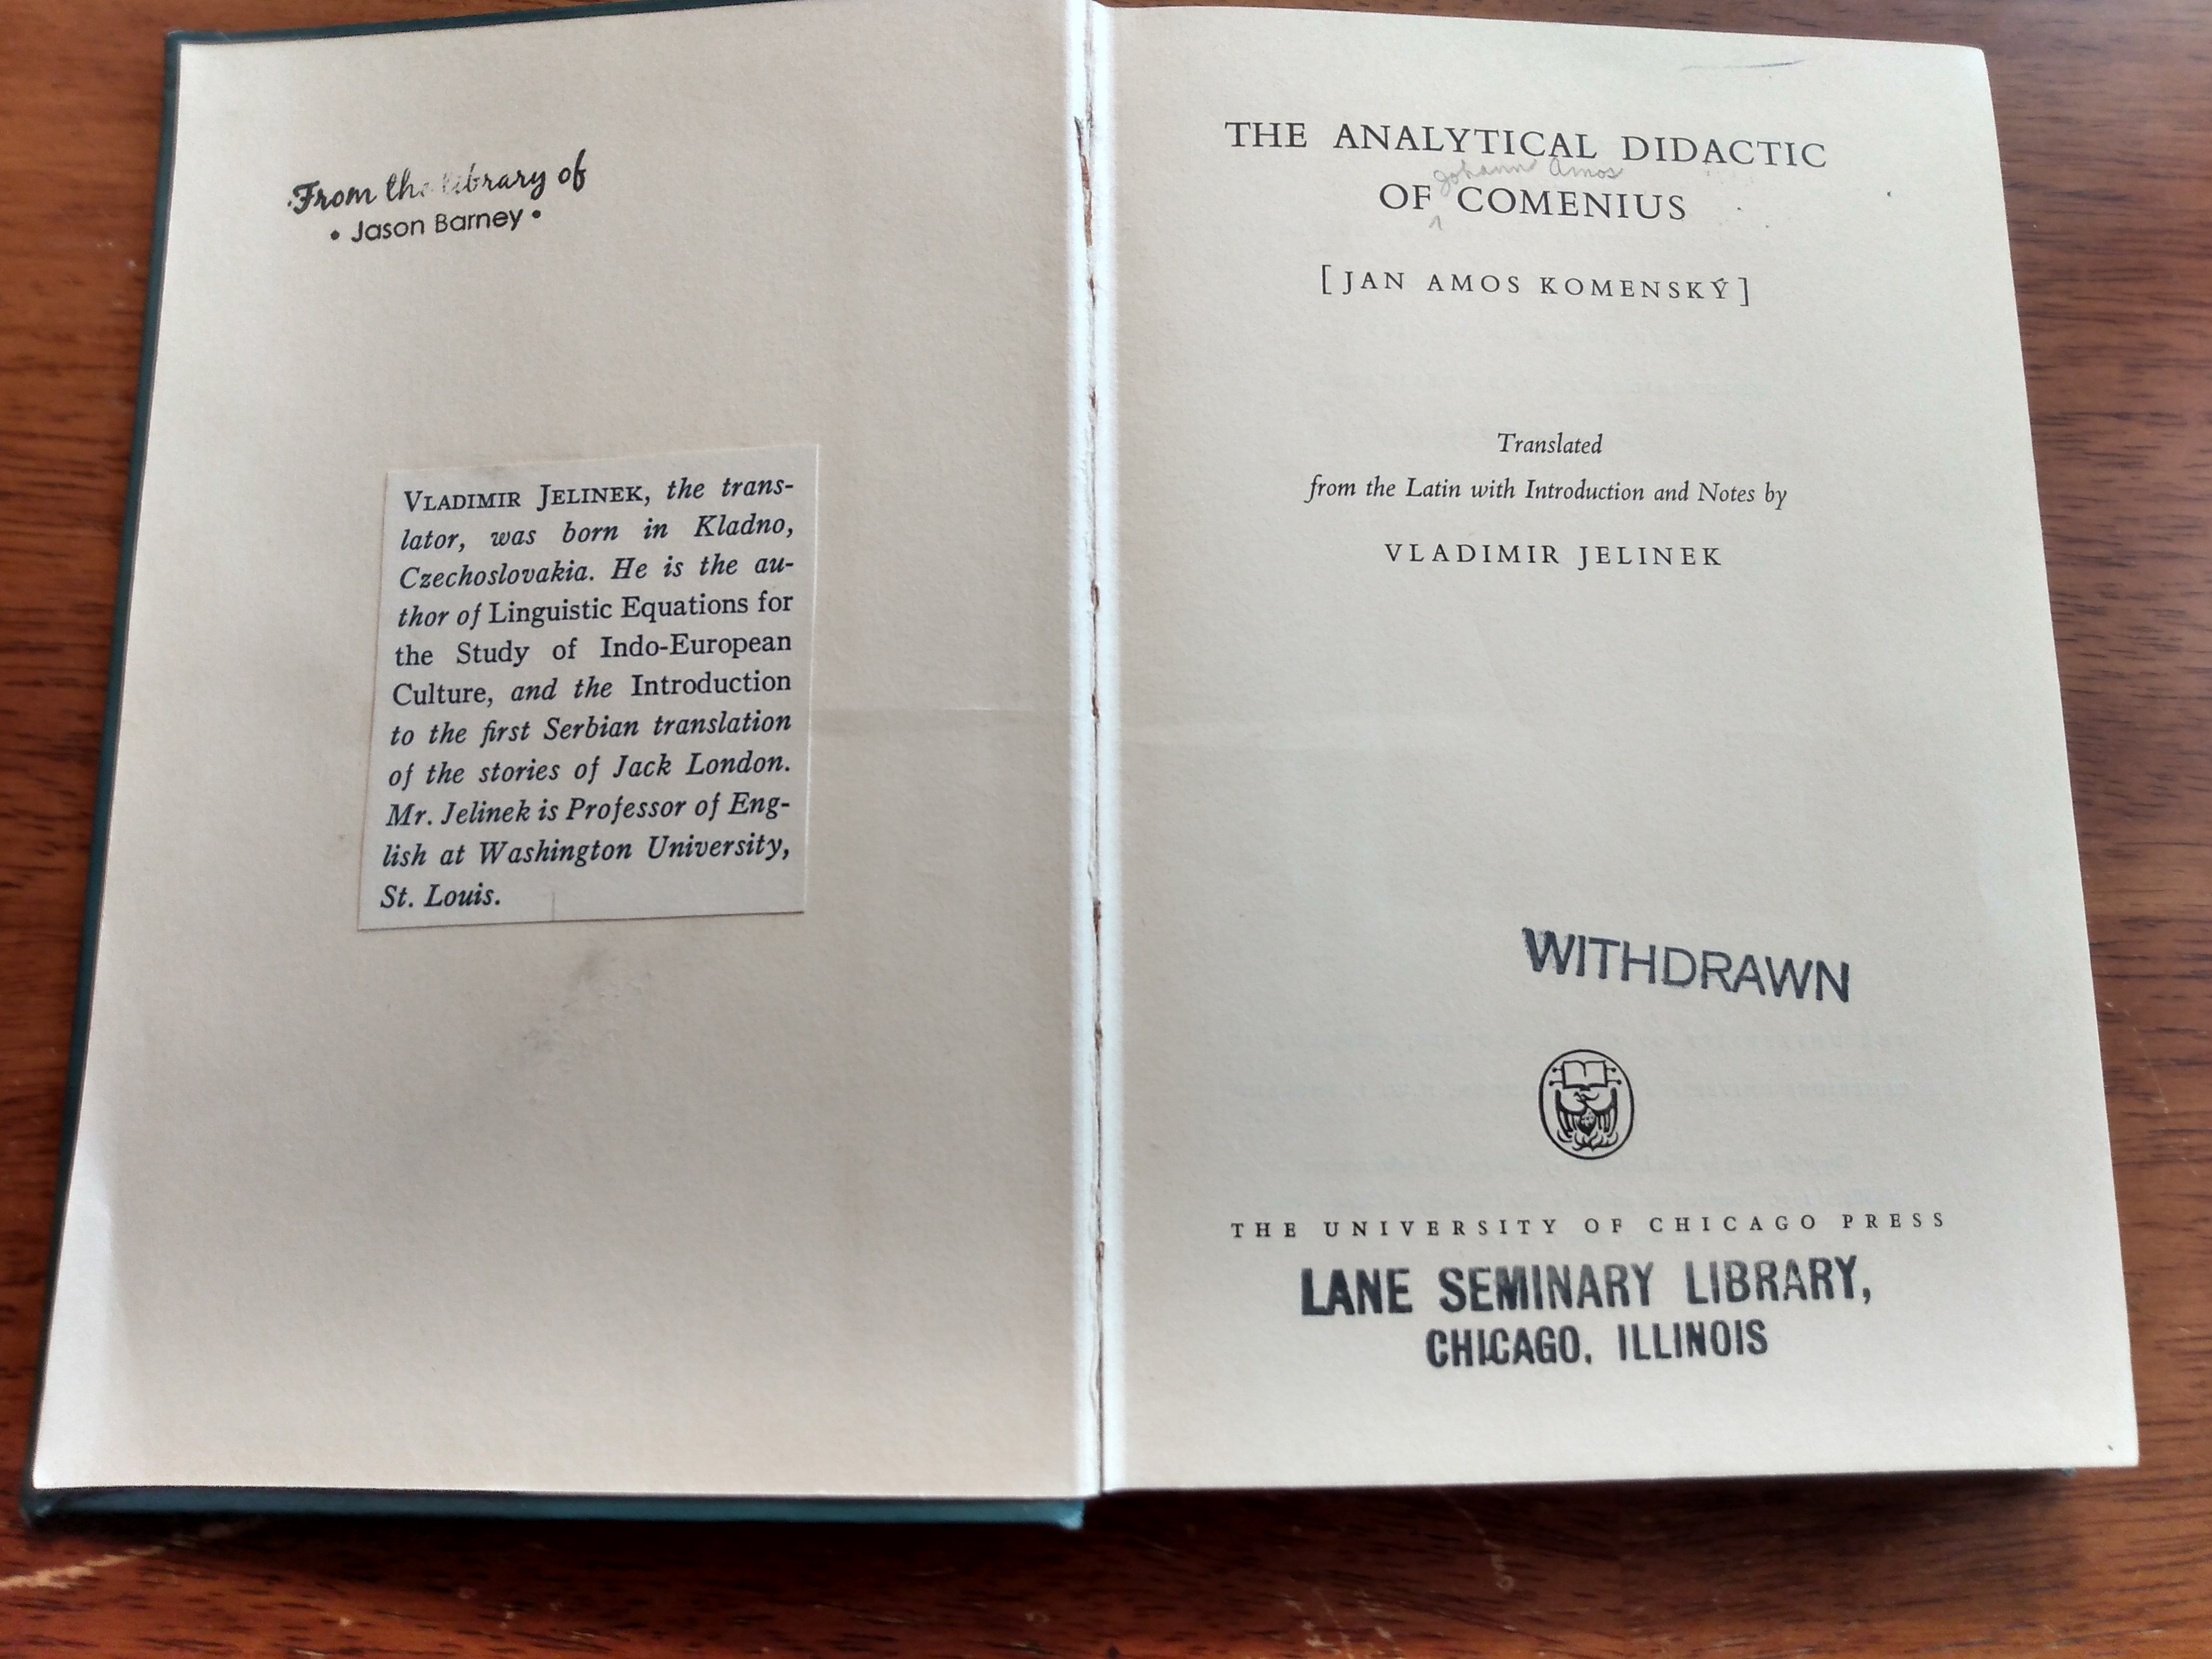 From the library of
• Jason Barney •
VLADIMIR JELINEK, the trans-
lator, was born in Kladno,
Czechoslovakia. He is the au-
thor of Linguistic Equations for
the Study of Indo-European
Culture, and the Introduction
to the first Serbian translation
of the stories of Jack London.
Mr. Jelinek is Professor of Eng-
lish at Washington University,
St. Louis.
THE ANALYTICAL DIDACTIC
Johann Amos
OF COMENIUS
[JAN AMOS KOMENSKÝ]
Translated
from the Latin with Introduction and Notes by
VLADIMIR JELINEK
WITHDRAWN
THE UNIVERSITY OF CHICAGO PRESS
LANE SEMINARY LIBRARY,
CHICAGO, ILLINOIS